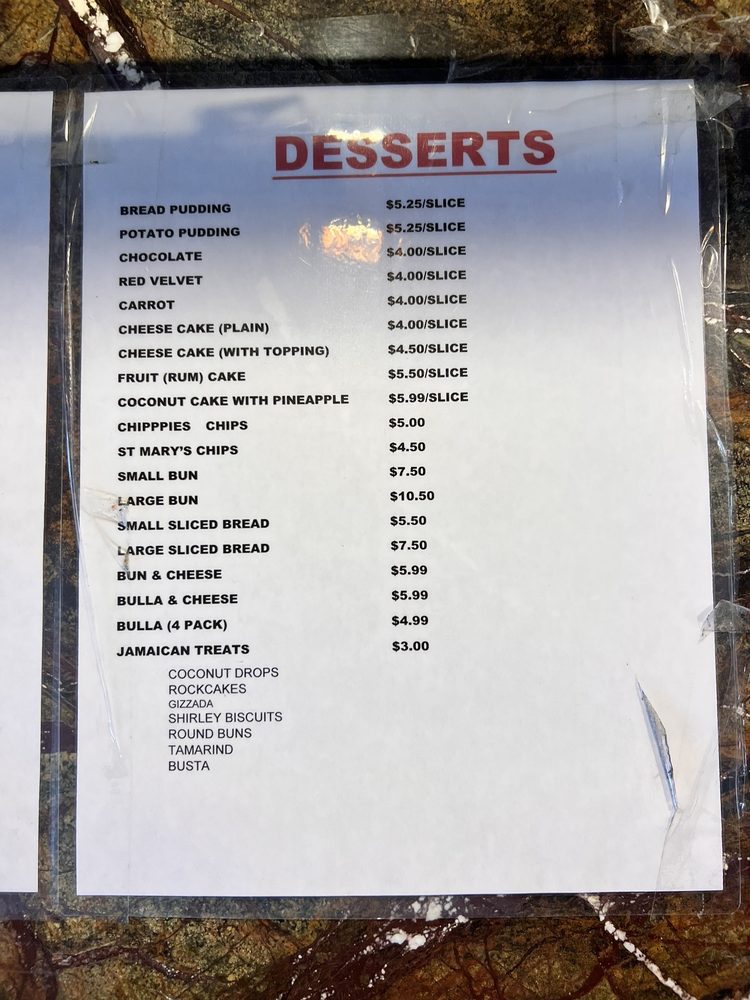 DESSERTS
BREAD PUDDING $5.25/SLICE
POTATO PUDDING $5.25/SLICE
CHOCOLATE $4.00/SLICE
RED VELVET $4.00/SLICE
CARROT $4.00/SLICE
CHEESE CAKE (PLAIN) $4.00/SLICE
CHEESE CAKE (WITH TOPPING) $4.50/SLICE
FRUIT (RUM) CAKE $5.50/SLICE
COCONUT CAKE WITH PINEAPPLE $5.99/SLICE
CHIPPPIES CHIPS $5.00
ST MARY'S CHIPS $4.50
SMALL BUN $7.50
LARGE BUN $10.50
SMALL SLICED BREAD $5.50
LARGE SLICED BREAD $7.50
BUN & CHEESE $5.99
BULLA & CHEESE $5.99
BULLA (4 PACK) $4.99
JAMAICAN TREATS $3.00
COCONUT DROPS
ROCKCAKES
GIZZADA
SHIRLEY BISCUITS
ROUND BUNS
TAMARIND
BUSTA